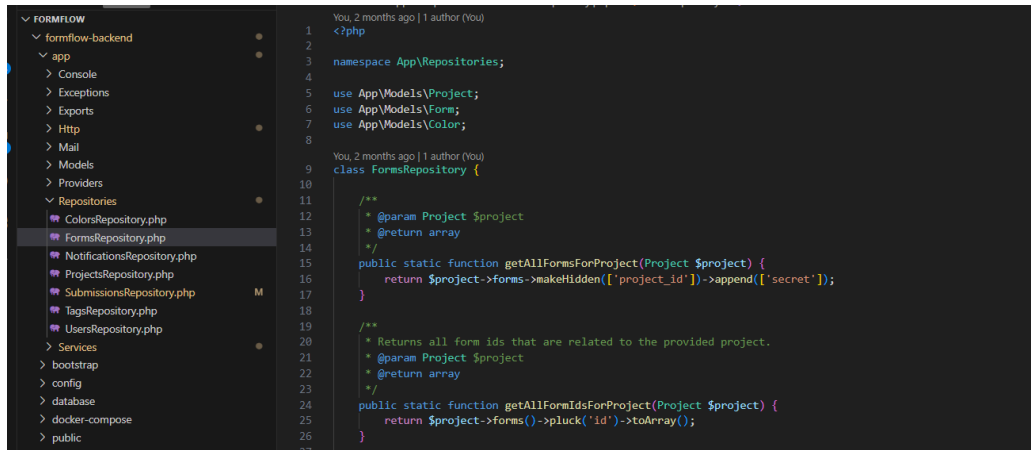 FORMFLOW
formflow-backend
app
Console
Exceptions
Exports
Http
Mail
Models
Providers
Repositories
ColorsRepository.php
FormsRepository.php
NotificationsRepository.php
ProjectsRepository.php
SubmissionsRepository.php M
TagsRepository.php
UsersRepository.php
Services
bootstrap
config
database
docker-compose
public
You, 2 months ago | 1 author (You)
1 <?php
2
3 namespace App\Repositories;
4
5 use App\Models\Project;
6 use App\Models\Form;
7 use App\Models\Color;
8
You, 2 months ago | 1 author (You)
9 class FormsRepository {
10
11 /**
12 * @param Project $project
13 * @return array
14 */
15 public static function getAllFormsForProject(Project $project) {
16 return $project->forms->makeHidden(['project_id'])->append(['secret']);
17 }
18
19 /**
20 * Returns all form ids that are related to the provided project.
21 * @param Project $project
22 * @return array
23 */
24 public static function getAllFormIdsForProject(Project $project) {
25 return $project->forms()->pluck('id')->toArray();
26 }